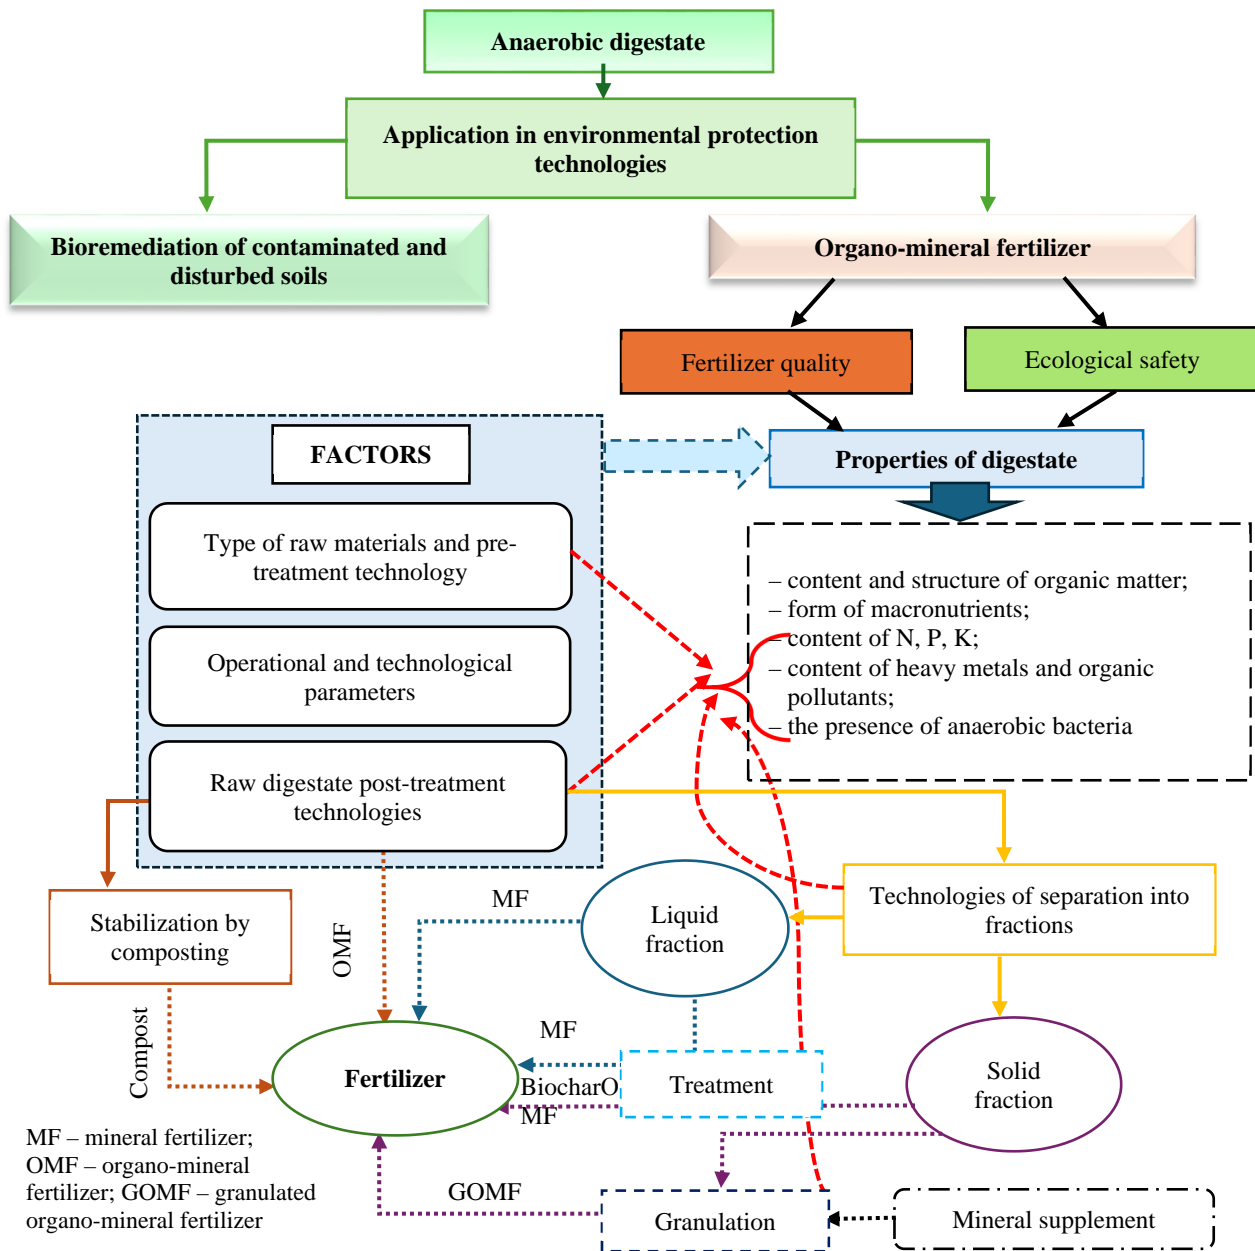 Anaerobic digestate
Application in environmental protection
technologies
Bioremediation of contaminated and
disturbed soils
Organo-mineral fertilizer
Fertilizer quality
Ecological safety
FACTORS
Properties of digestate
Type of raw materials and pre-
treatment technology
Operational and technological
parameters
Raw digestate post-treatment
technologies
– content and structure of organic matter;
– form of macronutrients;
– content of N, P, K;
– content of heavy metals and organic
pollutants;
– the presence of anaerobic bacteria
Stabilization by
composting
OMF
MF
Liquid
fraction
Technologies of separation into
fractions
Compost
Fertilizer
MF
BiocharO
MF
Treatment
Solid
fraction
MF – mineral fertilizer;
OMF – organo-mineral
fertilizer; GOMF – granulated
organo-mineral fertilizer
GOMF
Granulation
Mineral supplement